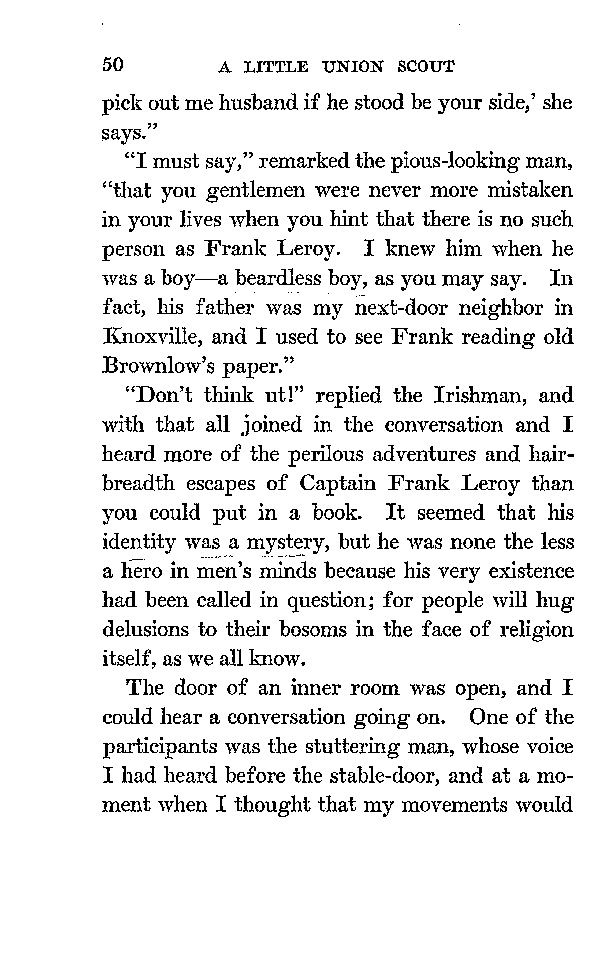 50 A LITTLE UNION SCOUT
pick out me husband if he stood be your side,’ she
says.”
“I must say,” remarked the pious-looking man,
“that you gentlemen were never more mistaken
in your lives when you hint that there is no such
person as Frank Leroy. I knew him when he
was a boy—a beardless boy, as you may say. In
fact, his father was my next-door neighbor in
Knoxville, and I used to see Frank reading old
Brownlow’s paper.”
“Don’t think ut!” replied the Irishman, and
with that all joined in the conversation and I
heard more of the perilous adventures and hair-
breadth escapes of Captain Frank Leroy than
you could put in a book. It seemed that his
identity was a mystery, but he was none the less
a hero in men’s minds because his very existence
had been called in question; for people will hug
delusions to their bosoms in the face of religion
itself, as we all know.
The door of an inner room was open, and I
could hear a conversation going on. One of the
participants was the stuttering man, whose voice
I had heard before the stable-door, and at a mo-
ment when I thought that my movements would